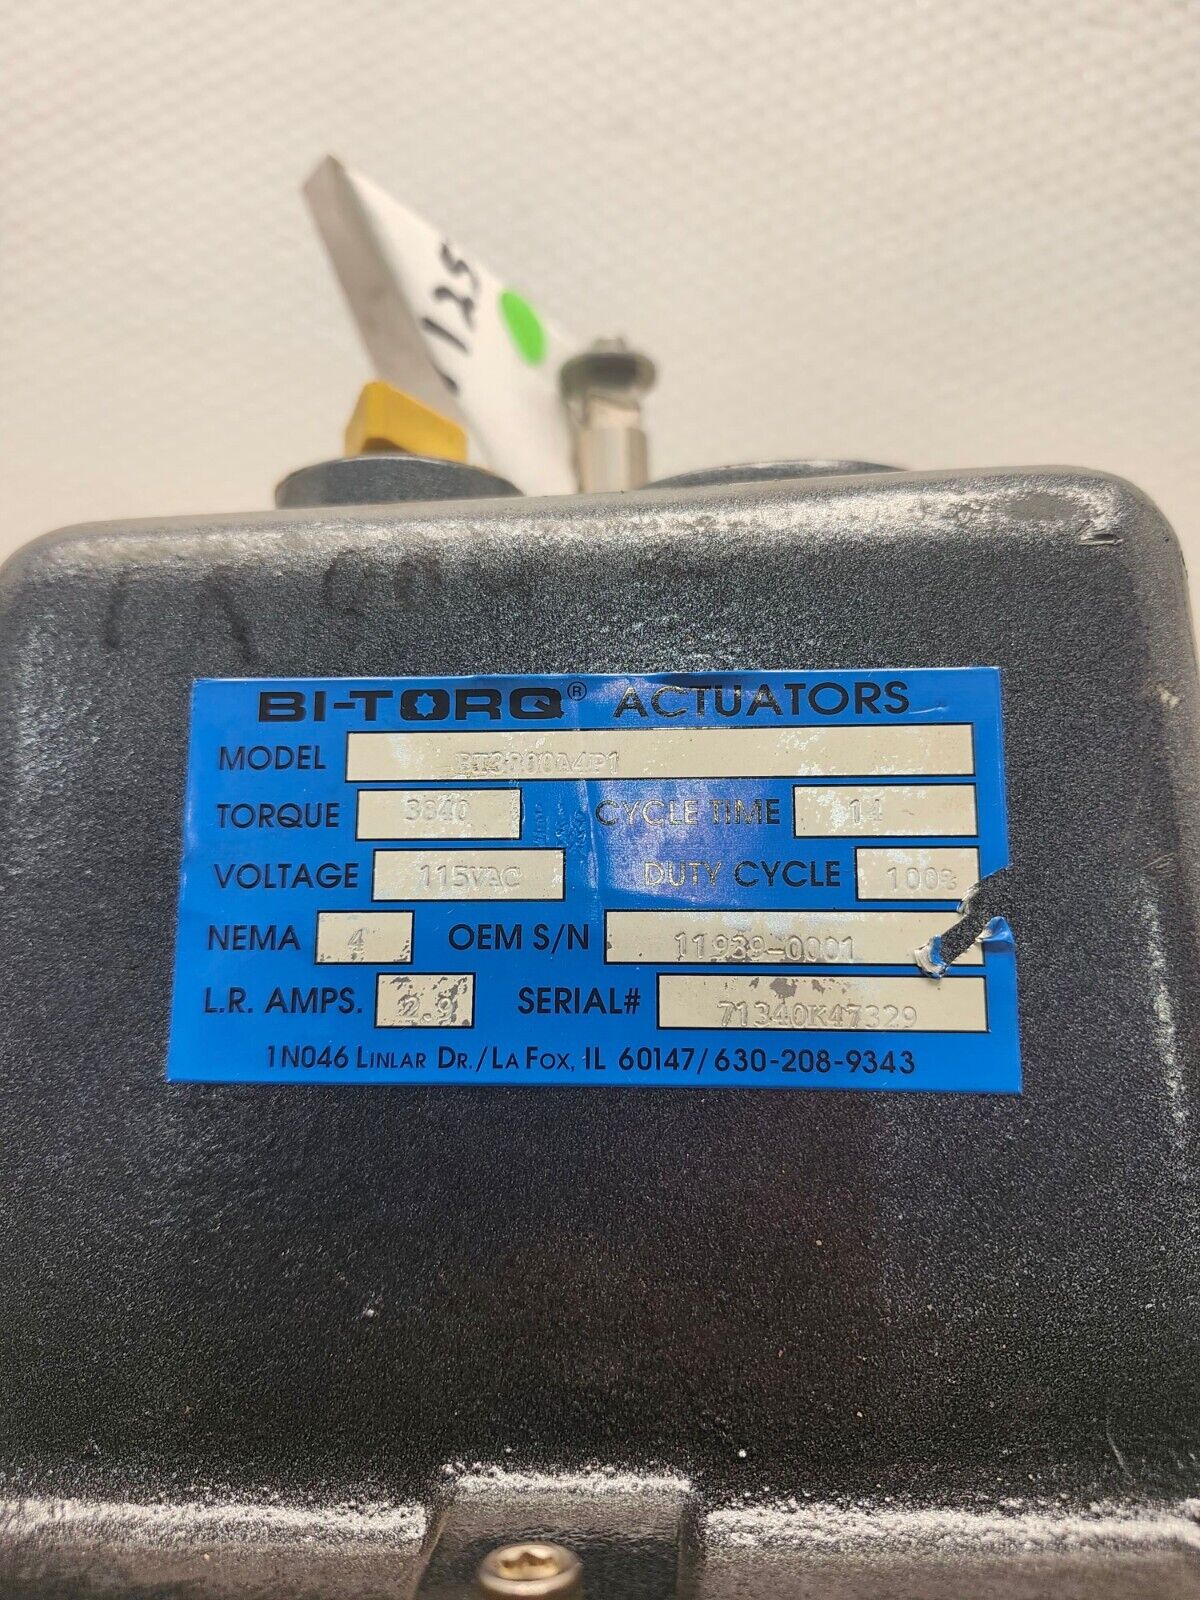 125
BI-TORQ® ACTUATORS
MODEL
TORQUE 3840 CYCLE TIME 14
VOLTAGE 115VAC DUTY CYCLE 100%
NEMA 4 OEM S/N 11939-0001
L.R. AMPS. 2.9 SERIAL# 71340K47329
1N046 LINLAR DR./LA FOX, IL 60147/630-208-9343